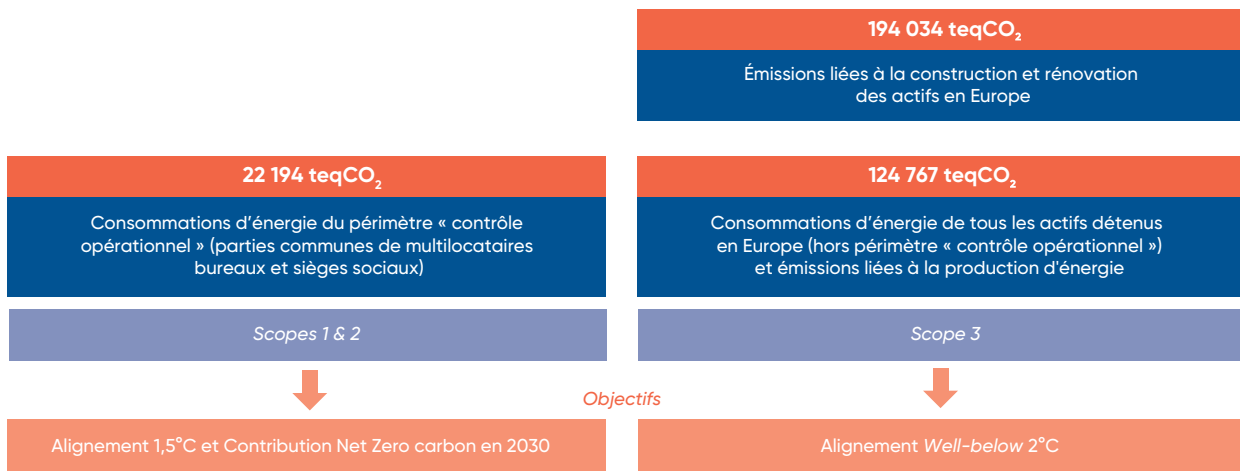 194 034 teqCO₂
Émissions liées à la construction et rénovation
des actifs en Europe
22 194 teqCO₂
Consommations d’énergie du périmètre « contrôle
opérationnel » (parties communes de multilocataires
bureaux et sièges sociaux)
124 767 teqCO₂
Consommations d’énergie de tous les actifs détenus
en Europe (hors périmètre « contrôle opérationnel »)
et émissions liées à la production d'énergie
Scopes 1 & 2
Scope 3
Objectifs
Alignement 1,5°C et Contribution Net Zero carbon en 2030
Alignement Well-below 2°C